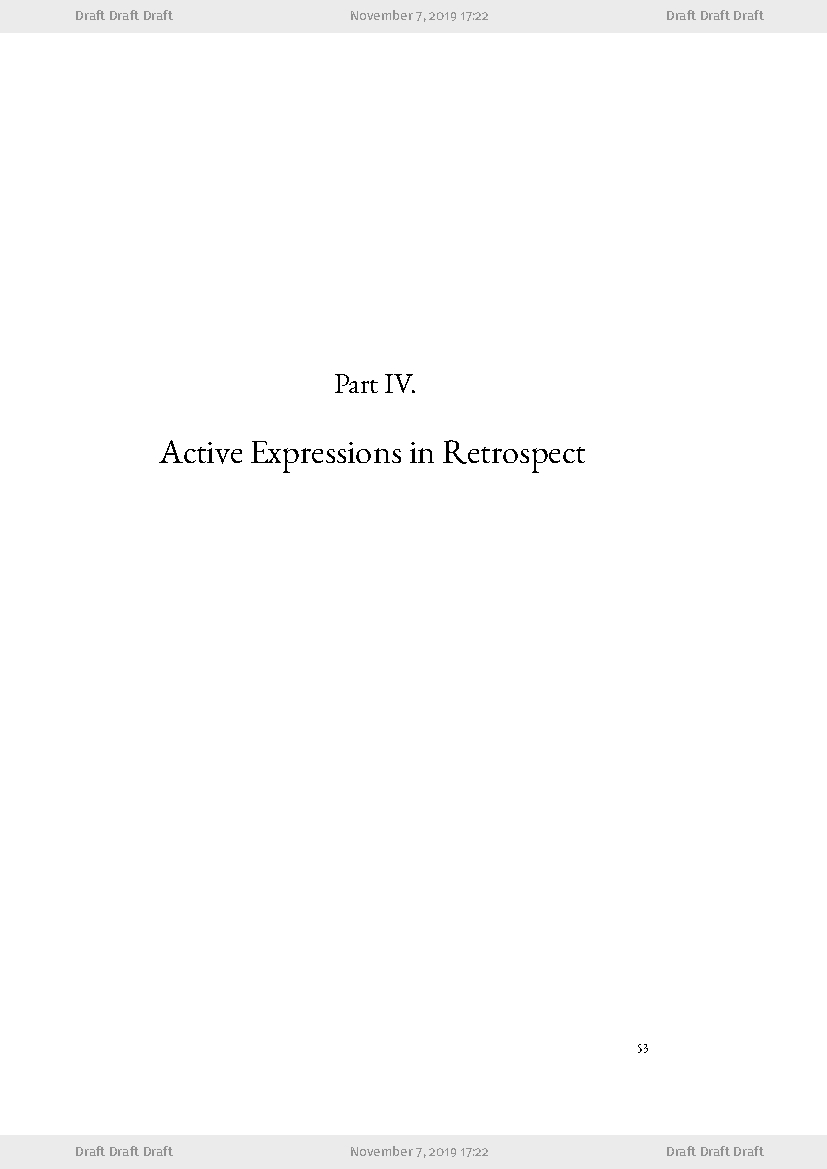 Draft Draft Draft November 7, 2019 17:22 Draft Draft Draft
Part IV.
Active Expressions in Retrospect
53
Draft Draft Draft November 7, 2019 17:22 Draft Draft Draft